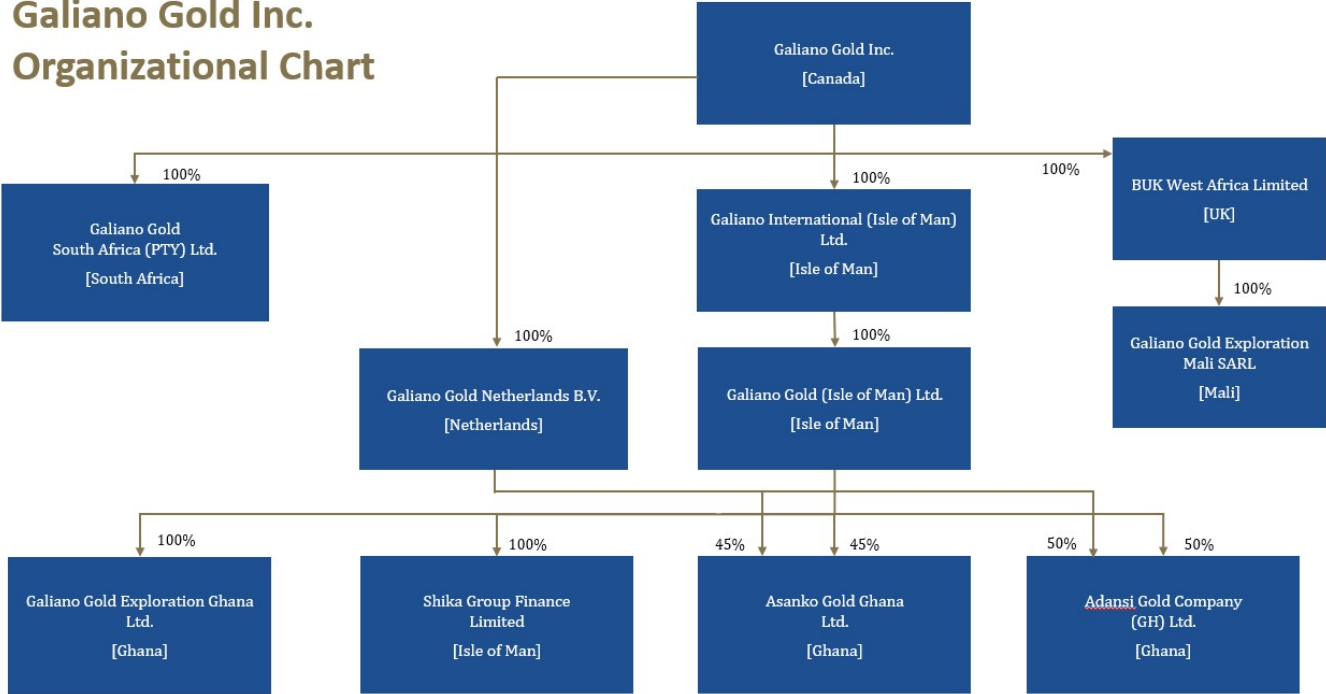 Galiano Gold Inc.
Organizational Chart
Galiano Gold Inc.
[Canada]
100%
Galiano Gold
South Africa (PTY) Ltd.
[South Africa]
100%
Galiano International (Isle of Man)
Ltd.
[Isle of Man]
100%
BUK West Africa Limited
[UK]
100%
Galiano Gold Netherlands B.V.
[Netherlands]
100%
Galiano Gold (Isle of Man) Ltd.
[Isle of Man]
100%
Galiano Gold Exploration
Mali SARL
[Mali]
100%
Galiano Gold Exploration Ghana
Ltd.
[Ghana]
100%
Shika Group Finance
Limited
[Isle of Man]
45%
45%
Asanko Gold Ghana
Ltd.
[Ghana]
50%
50%
Adansi Gold Company
(GH) Ltd.
[Ghana]